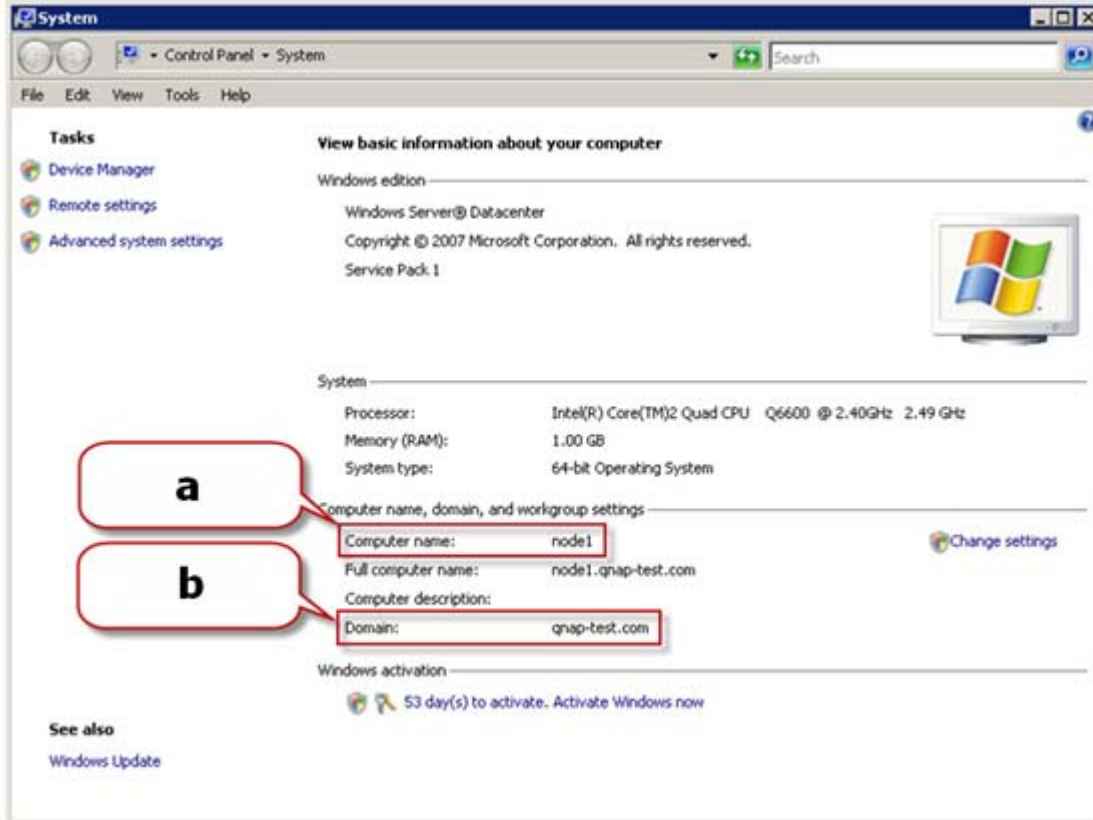 System
Control Panel System
Search
File Edit View Tools Help
Tasks
Device Manager
Remote settings
Advanced system settings
View basic information about your computer
Windows edition
Windows Server® Datacenter
Copyright © 2007 Microsoft Corporation. All rights reserved.
Service Pack 1
System
Processor: Intel(R) Core(TM)2 Quad CPU Q6600 @ 2.40GHz 2.49 GHz
Memory (RAM): 1.00 GB
System type: 64-bit Operating System
a
Computer name, domain, and workgroup settings
Computer name: node1
Change settings
Full computer name: node1.qnap-test.com
b
Computer description:
Domain: qnap-test.com
Windows activation
53 day(s) to activate. Activate Windows now
See also
Windows Update